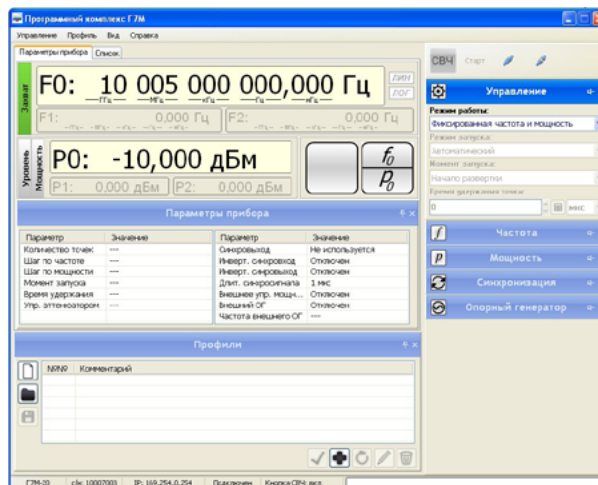 Программный комплекс Г7М
Управление Профиль Вид Справка
Параметры прибора Список
Захват
F0: 10 005 000 000,000 Гц
ГГц МГц кГц Гц мГц
ЛИН
ЛОГ
F1: 0,000 Гц F2: 0,000 Гц
Уровень Мощность
P0: -10,000 дБм
P1: 0,000 дБм P2: 0,000 дБм
f0
P0
Параметры прибора
Параметр Значение
Количество точек ---
Шаг по частоте ---
Шаг по мощности ---
Момент запуска ---
Время удержания ---
Упр. аттенюатором ---
Параметр Значение
Синхровыход Не используется
Инверт. синхровход Отключен
Инверт. синхровыход Отключен
Длит. синхросигнала 1 мкс
Внешнее упр. мощн... Отключен
Внешний ОГ Отключен
Частота внешнего ОГ ---
Профили
№№ Комментарий
СВЧ Старт
Управление
Режим работы:
Фиксированная частота и мощность
Режим запуска:
Автоматический
Момент запуска:
Начало развертки
Время удержания точки:
0 мкс
f Частота
P Мощность
Синхронизация
Опорный генератор
Г7М-20 с\н: 10007003 IP: 169.254.0.254 Подключен Кнопка СВЧ: вкл